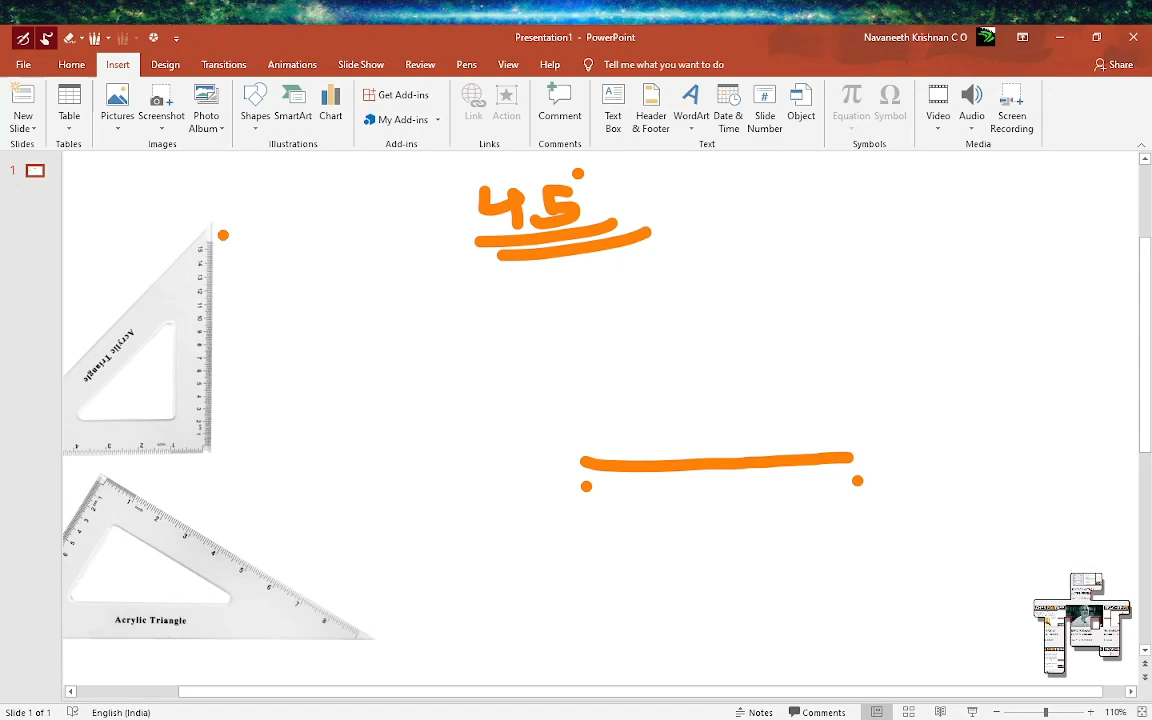 Presentation1 - PowerPoint
Navaneeth Krishnan C O
File Home Insert Design Transitions Animations Slide Show Review Pens View Help Tell me what you want to do Share
New Slide
Table
Pictures
Screenshot
Photo Album
Shapes
SmartArt
Chart
Get Add-ins
My Add-ins
Link
Action
Comment
Text Box
Header & Footer
WordArt
Date & Time
Slide Number
Object
Equation
Symbol
Video
Audio
Screen Recording
Slides Tables Images Illustrations Add-ins Links Comments Text Symbols Media
1
45°
Acrylic Triangle
Acrylic Triangle
Slide 1 of 1 English (India) Notes Comments 110%